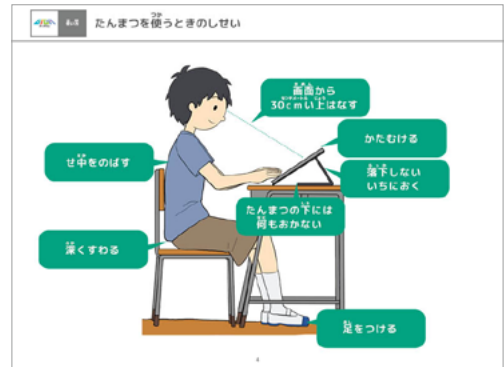 たんまつを使うときのしせい
画面から
30cmい上はなす
かたむける
落下しない
いちにおく
せ中をのばす
たんまつの下には
何もおかない
深くすわる
足をつける